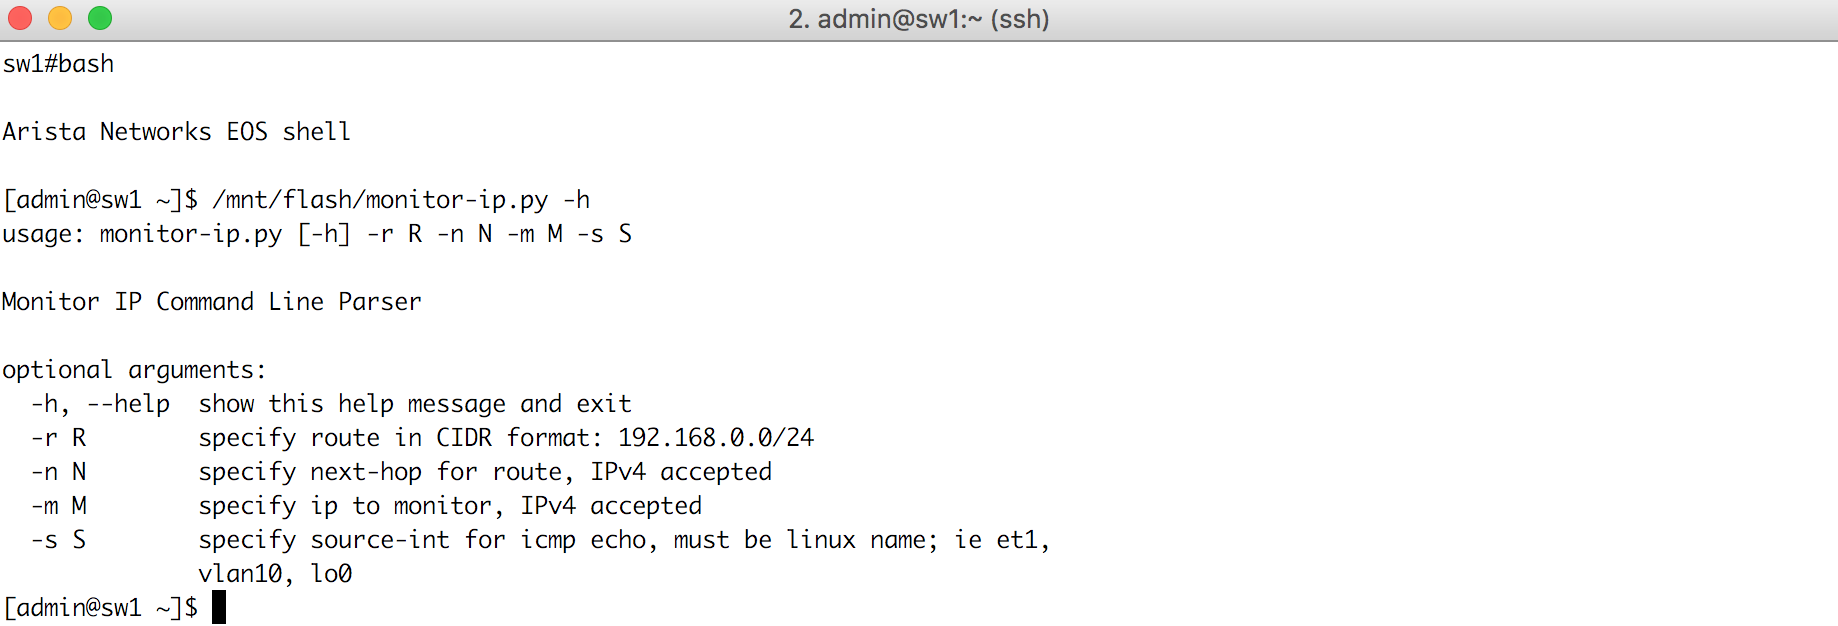 2. admin@sw1:~ (ssh)
sw1#bash
Arista Networks EOS shell
[admin@sw1 ~]$ /mnt/flash/monitor-ip.py -h
usage: monitor-ip.py [-h] -r R -n N -m M -s S
Monitor IP Command Line Parser
optional arguments:
  -h, --help  show this help message and exit
  -r R        specify route in CIDR format: 192.168.0.0/24
  -n N        specify next-hop for route, IPv4 accepted
  -m M        specify ip to monitor, IPv4 accepted
  -s S        specify source-int for icmp echo, must be linux name; ie et1,
              vlan10, lo0
[admin@sw1 ~]$